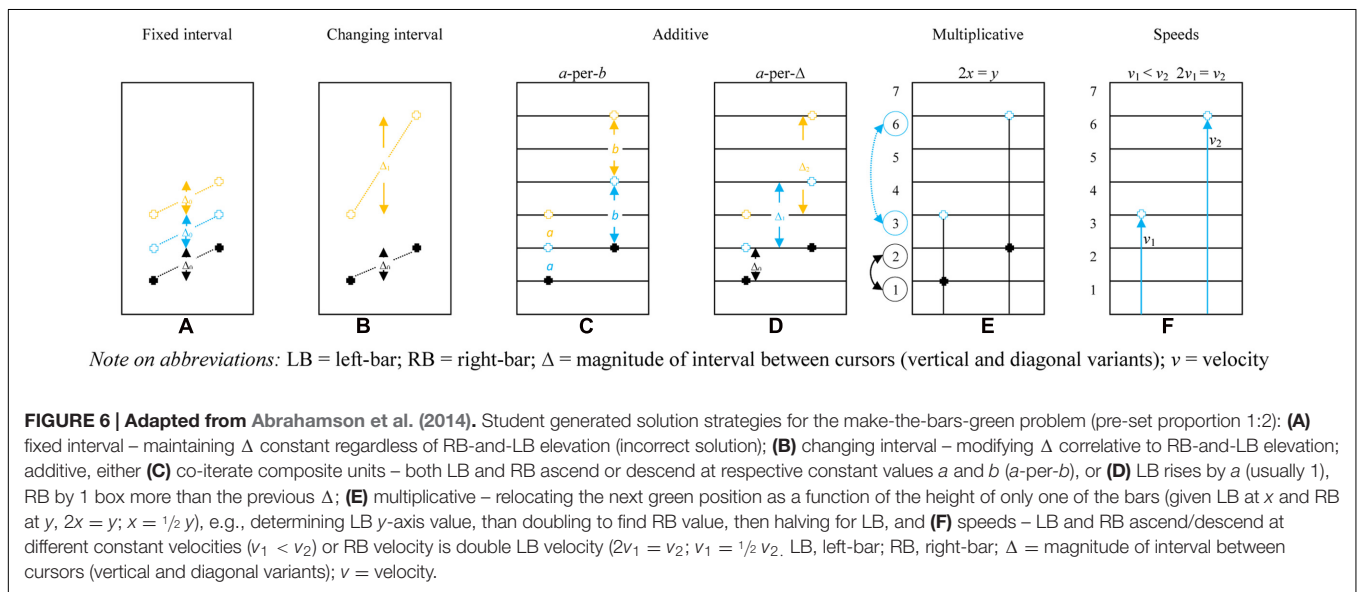 Fixed interval
Changing interval
Additive
Multiplicative
Speeds
a-per-b
a-per-Δ
2x = y
v₁ < v₂ 2v₁ = v₂
Δ₀
Δ₀
Δ₀
A
Δ₁
Δ₀
B
b
b
a
a
C
Δ₂
Δ₁
Δ₀
D
7
6
5
4
3
2
1
E
7
6
5
4
3
2
1
v₁
v₂
F
Note on abbreviations: LB = left-bar; RB = right-bar; Δ = magnitude of interval between cursors (vertical and diagonal variants); v = velocity
FIGURE 6 | Adapted from Abrahamson et al. (2014). Student generated solution strategies for the make-the-bars-green problem (pre-set proportion 1:2): (A)
fixed interval – maintaining Δ constant regardless of RB-and-LB elevation (incorrect solution); (B) changing interval – modifying Δ correlative to RB-and-LB elevation;
additive, either (C) co-iterate composite units – both LB and RB ascend or descend at respective constant values a and b (a-per-b), or (D) LB rises by a (usually 1),
RB by 1 box more than the previous Δ; (E) multiplicative – relocating the next green position as a function of the height of only one of the bars (given LB at x and RB
at y, 2x = y; x = 1/2 y), e.g., determining LB y-axis value, than doubling to find RB value, then halving for LB, and (F) speeds – LB and RB ascend/descend at
different constant velocities (v₁ < v₂) or RB velocity is double LB velocity (2v₁ = v₂; v₁ = 1/2 v₂. LB, left-bar; RB, right-bar; Δ = magnitude of interval between
cursors (vertical and diagonal variants); v = velocity.